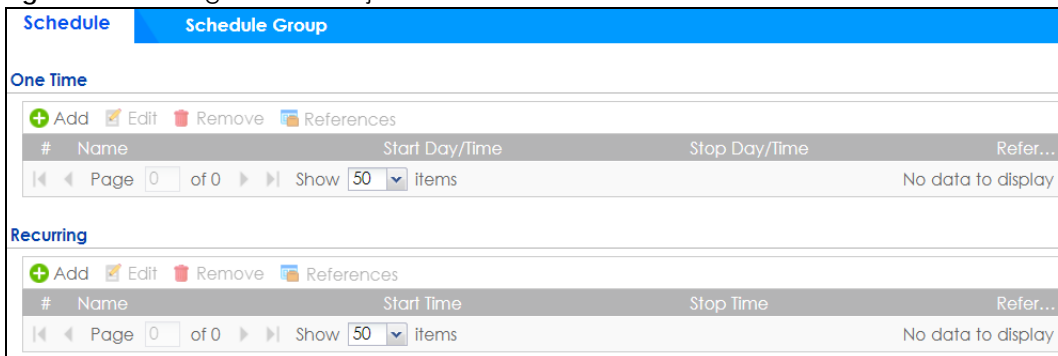 Schedule Schedule Group
One Time
Add Edit Remove References
# Name Start Day/Time Stop Day/Time Refer...
Page 0 of 0 Show 50 items No data to display
Recurring
Add Edit Remove References
# Name Start Time Stop Time Refer...
Page 0 of 0 Show 50 items No data to display